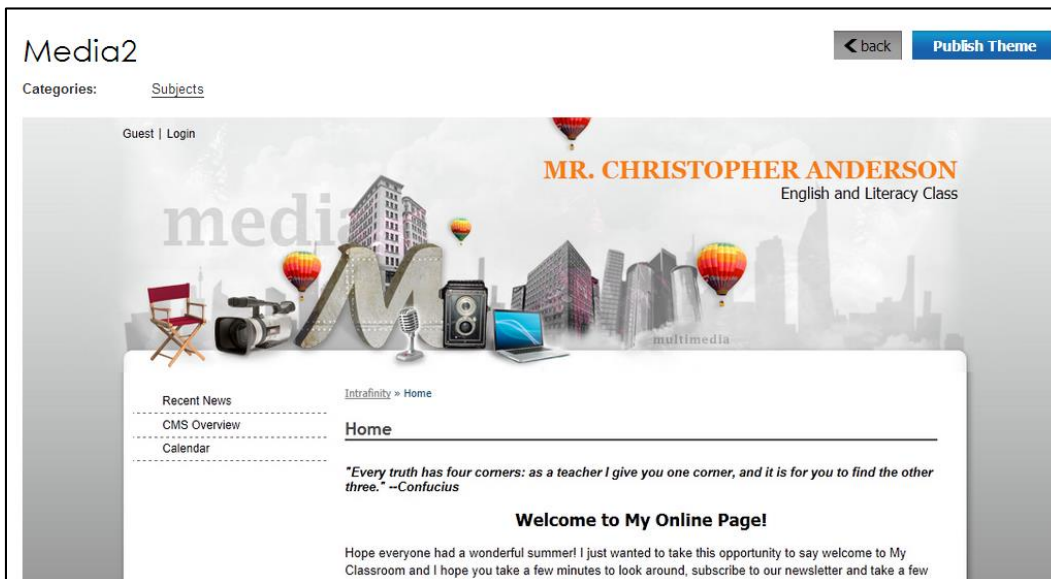 Media2
back
Publish Theme
Categories: Subjects
Guest | Login
MR. CHRISTOPHER ANDERSON
English and Literacy Class
media
M
multimedia
Recent News
CMS Overview
Calendar
Intrafinity » Home
Home
"Every truth has four corners: as a teacher I give you one corner, and it is for you to find the other
three." --Confucius
Welcome to My Online Page!
Hope everyone had a wonderful summer! I just wanted to take this opportunity to say welcome to My
Classroom and I hope you take a few minutes to look around, subscribe to our newsletter and take a few